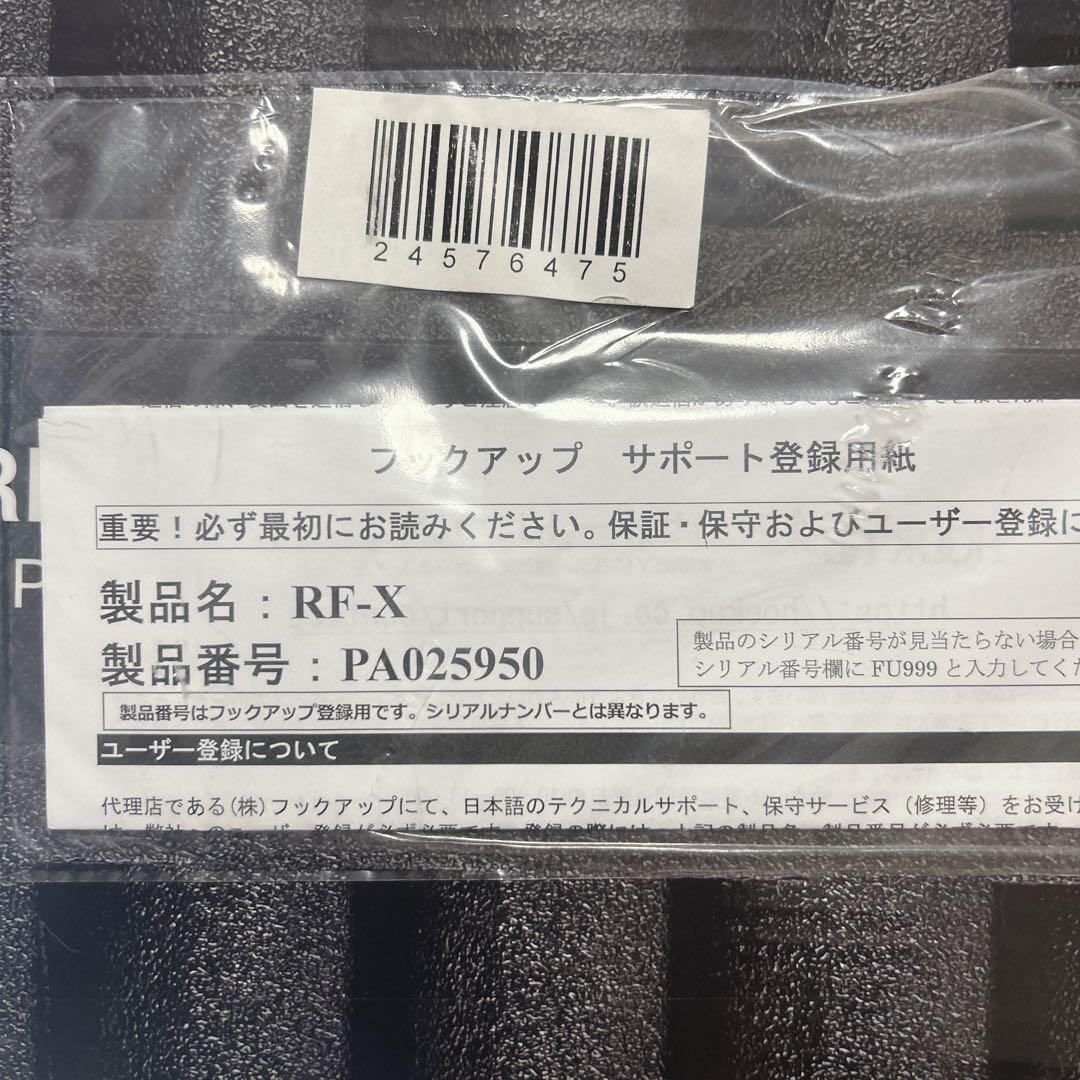 24576475
フックアップ　サポート登録用紙
重要！必ず最初にお読みください。保証・保守およびユーザー登録に
製品名：RF-X
製品番号：PA025950
製品のシリアル番号が見当たらない場合
シリアル番号欄に FU999 と入力してくだ
製品番号はフックアップ登録用です。シリアルナンバーとは異なります。
ユーザー登録について
代理店である(株)フックアップにて、日本語のテクニカルサポート、保守サービス（修理等）をお受け